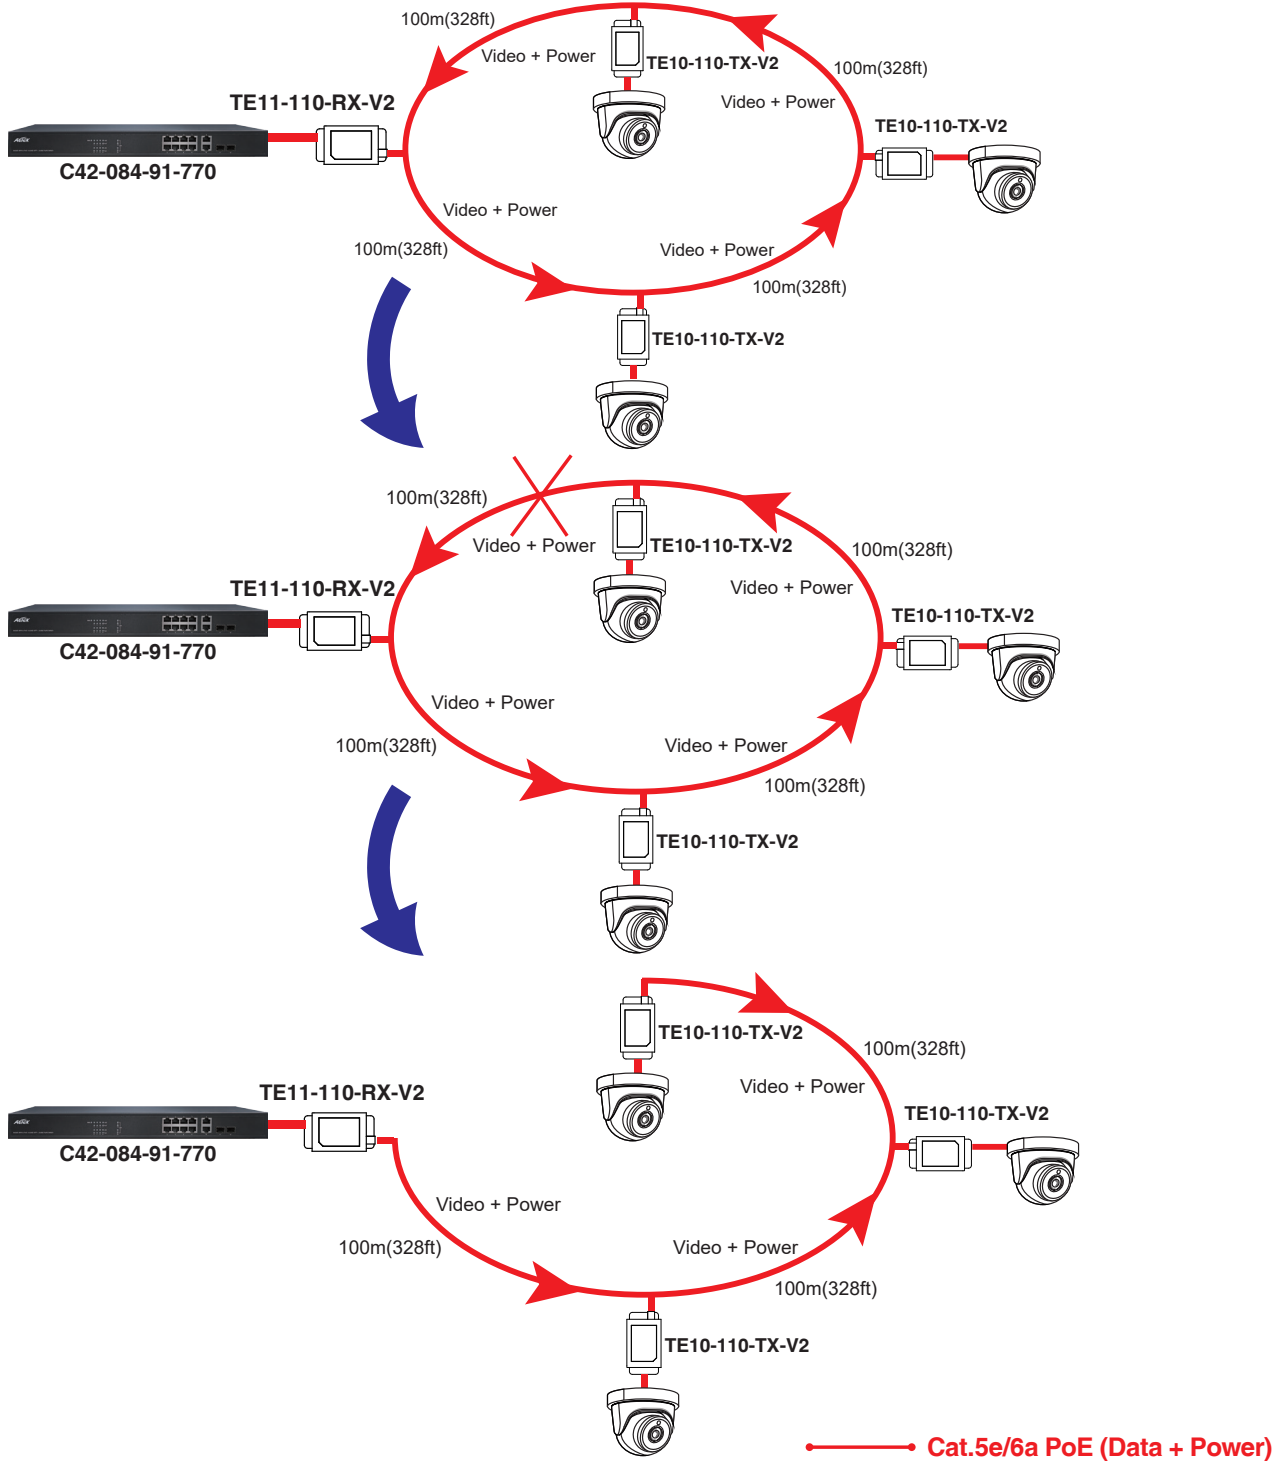 100m(328ft)
Video + Power
TE10-110-TX-V2
100m(328ft)
Video + Power
TE11-110-RX-V2
TE10-110-TX-V2
C42-084-91-770
Video + Power
100m(328ft)
Video + Power
100m(328ft)
TE10-110-TX-V2
100m(328ft)
Video + Power
TE10-110-TX-V2
100m(328ft)
Video + Power
TE11-110-RX-V2
TE10-110-TX-V2
C42-084-91-770
Video + Power
100m(328ft)
Video + Power
100m(328ft)
TE10-110-TX-V2
TE10-110-TX-V2
100m(328ft)
Video + Power
TE11-110-RX-V2
TE10-110-TX-V2
C42-084-91-770
Video + Power
100m(328ft)
Video + Power
100m(328ft)
TE10-110-TX-V2
Cat.5e/6a PoE (Data + Power)